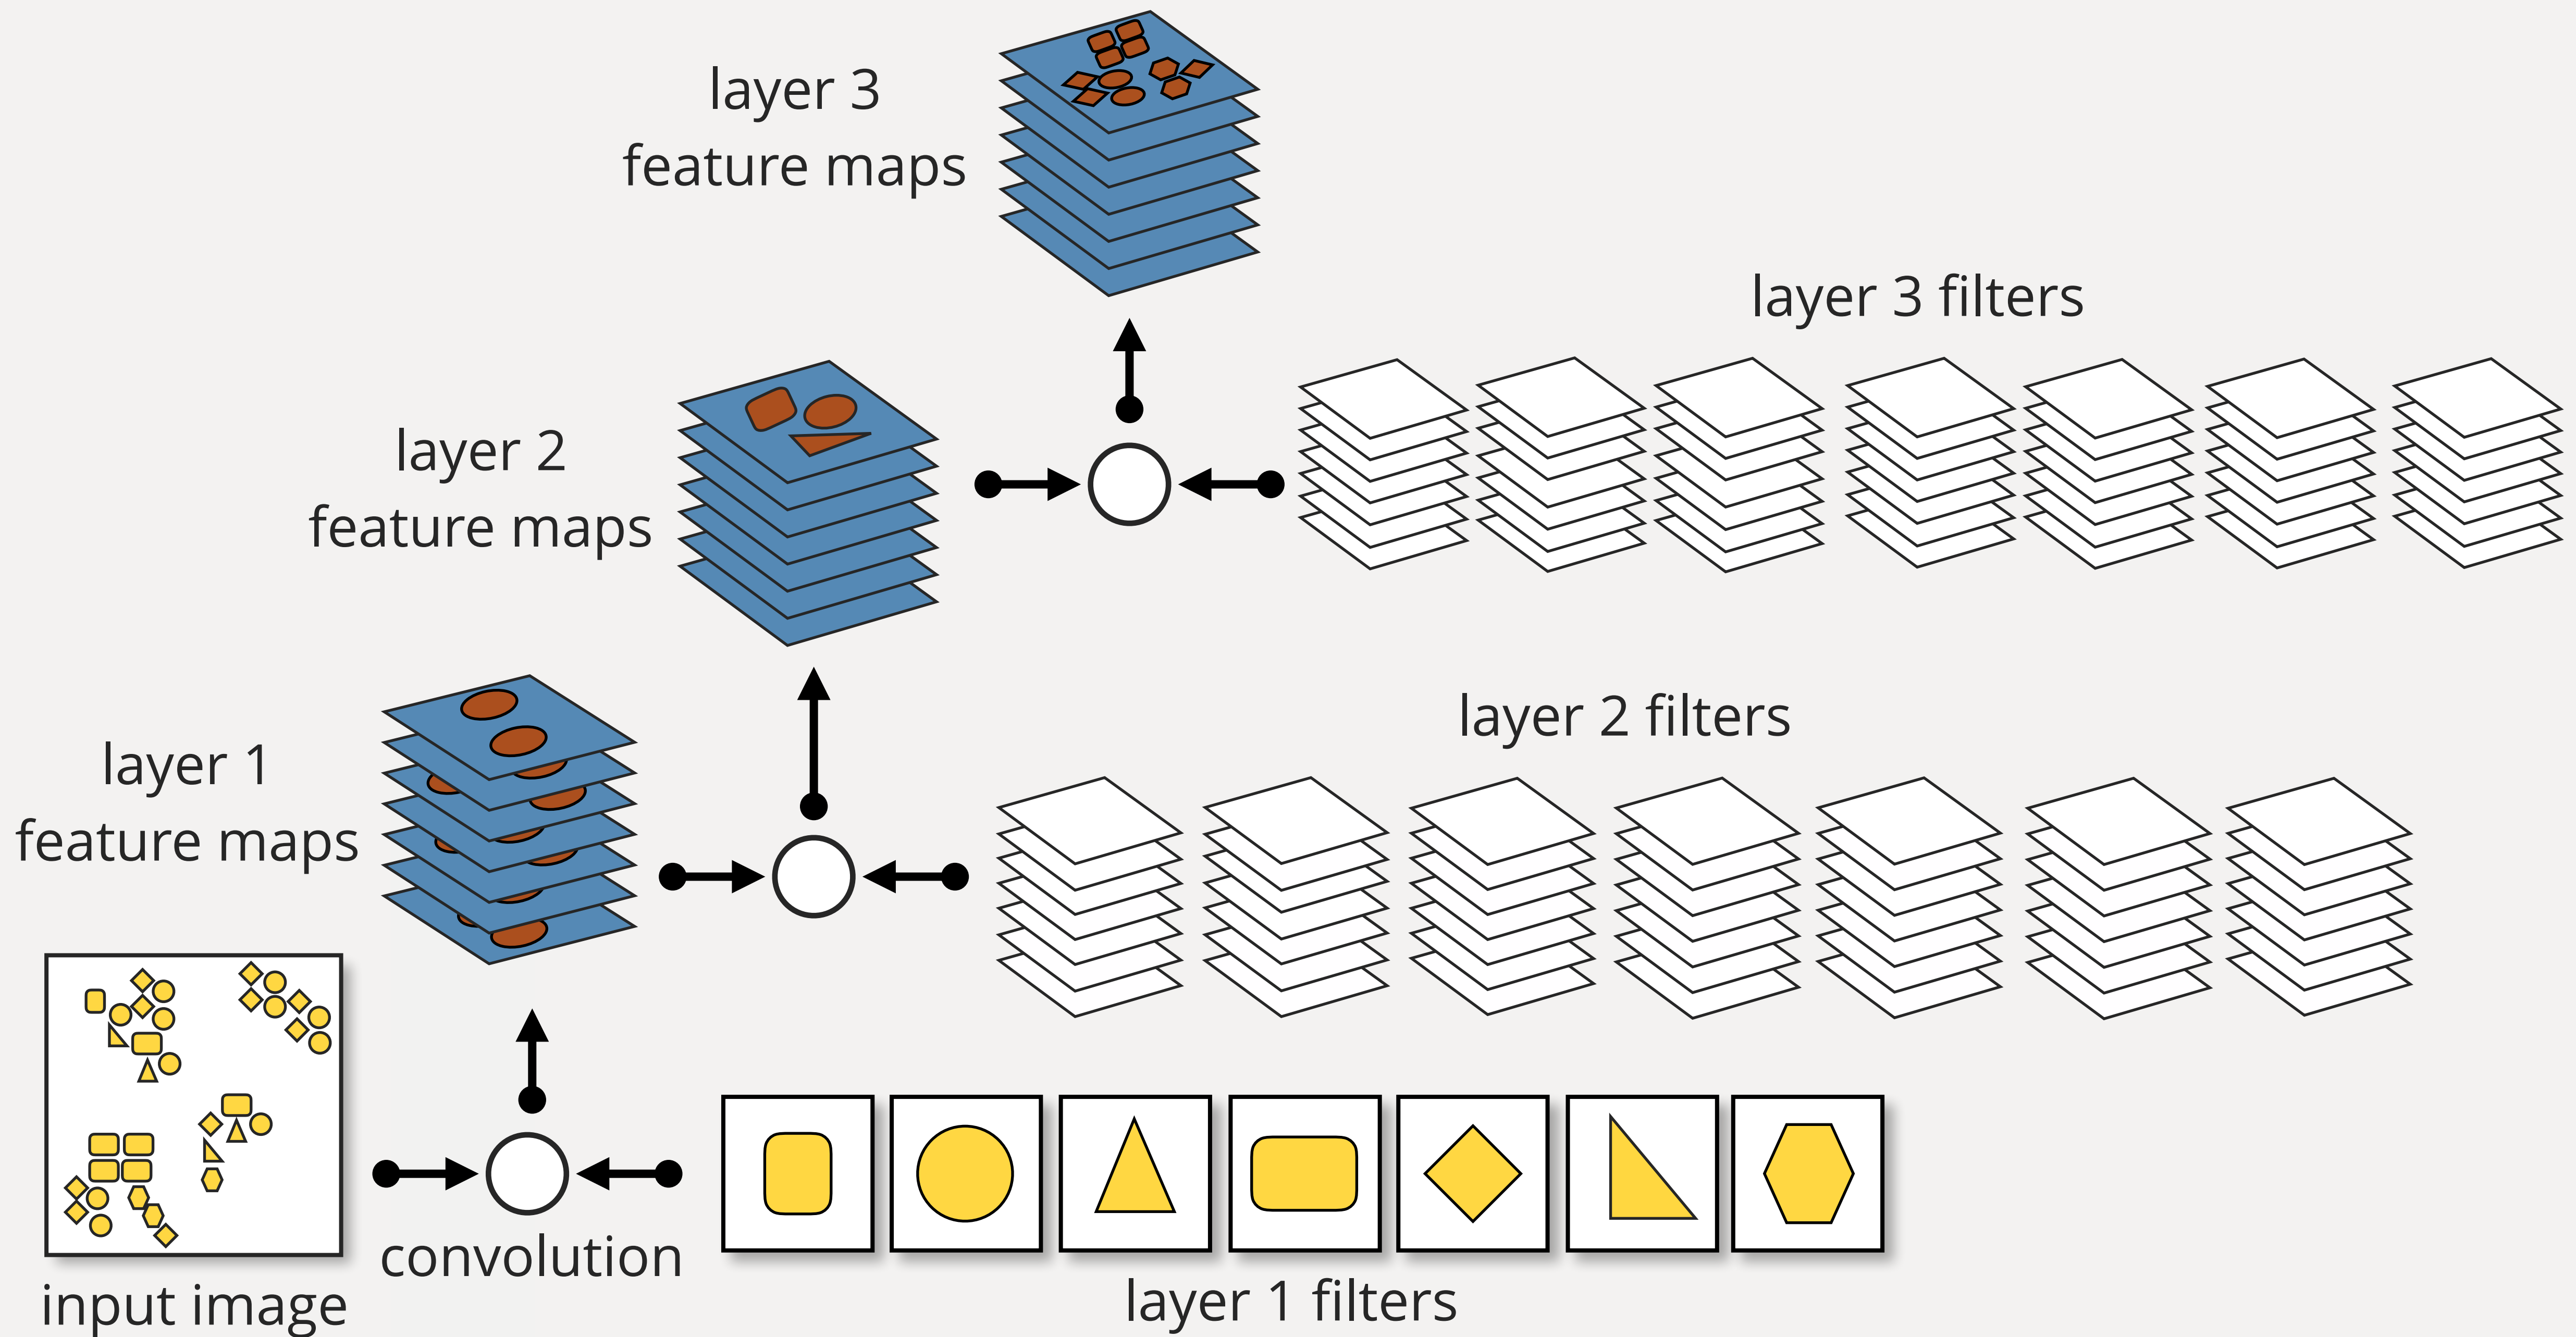 layer 3
feature maps
layer 3 filters
layer 2
feature maps
layer 2 filters
layer 1
feature maps
convolution
input image
layer 1 filters